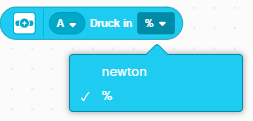 A Druck in %
newton
✓ %